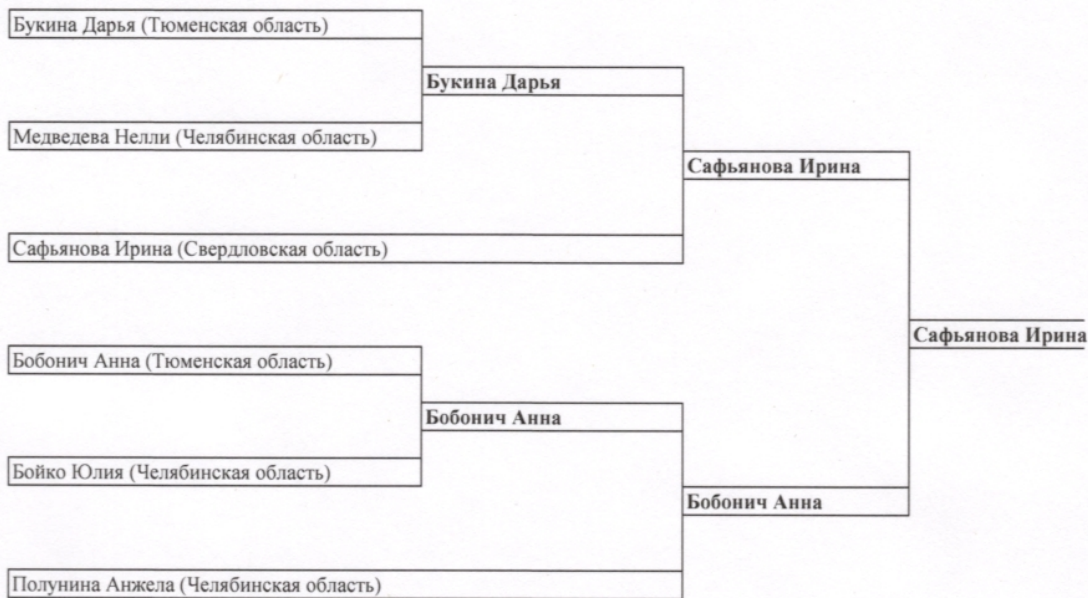 Букина Дарья (Тюменская область)
Букина Дарья
Медведева Нелли (Челябинская область)
Сафьянова Ирина
Сафьянова Ирина (Свердловская область)
Сафьянова Ирина
Бобонич Анна (Тюменская область)
Бобонич Анна
Бойко Юлия (Челябинская область)
Бобонич Анна
Полунина Анжела (Челябинская область)